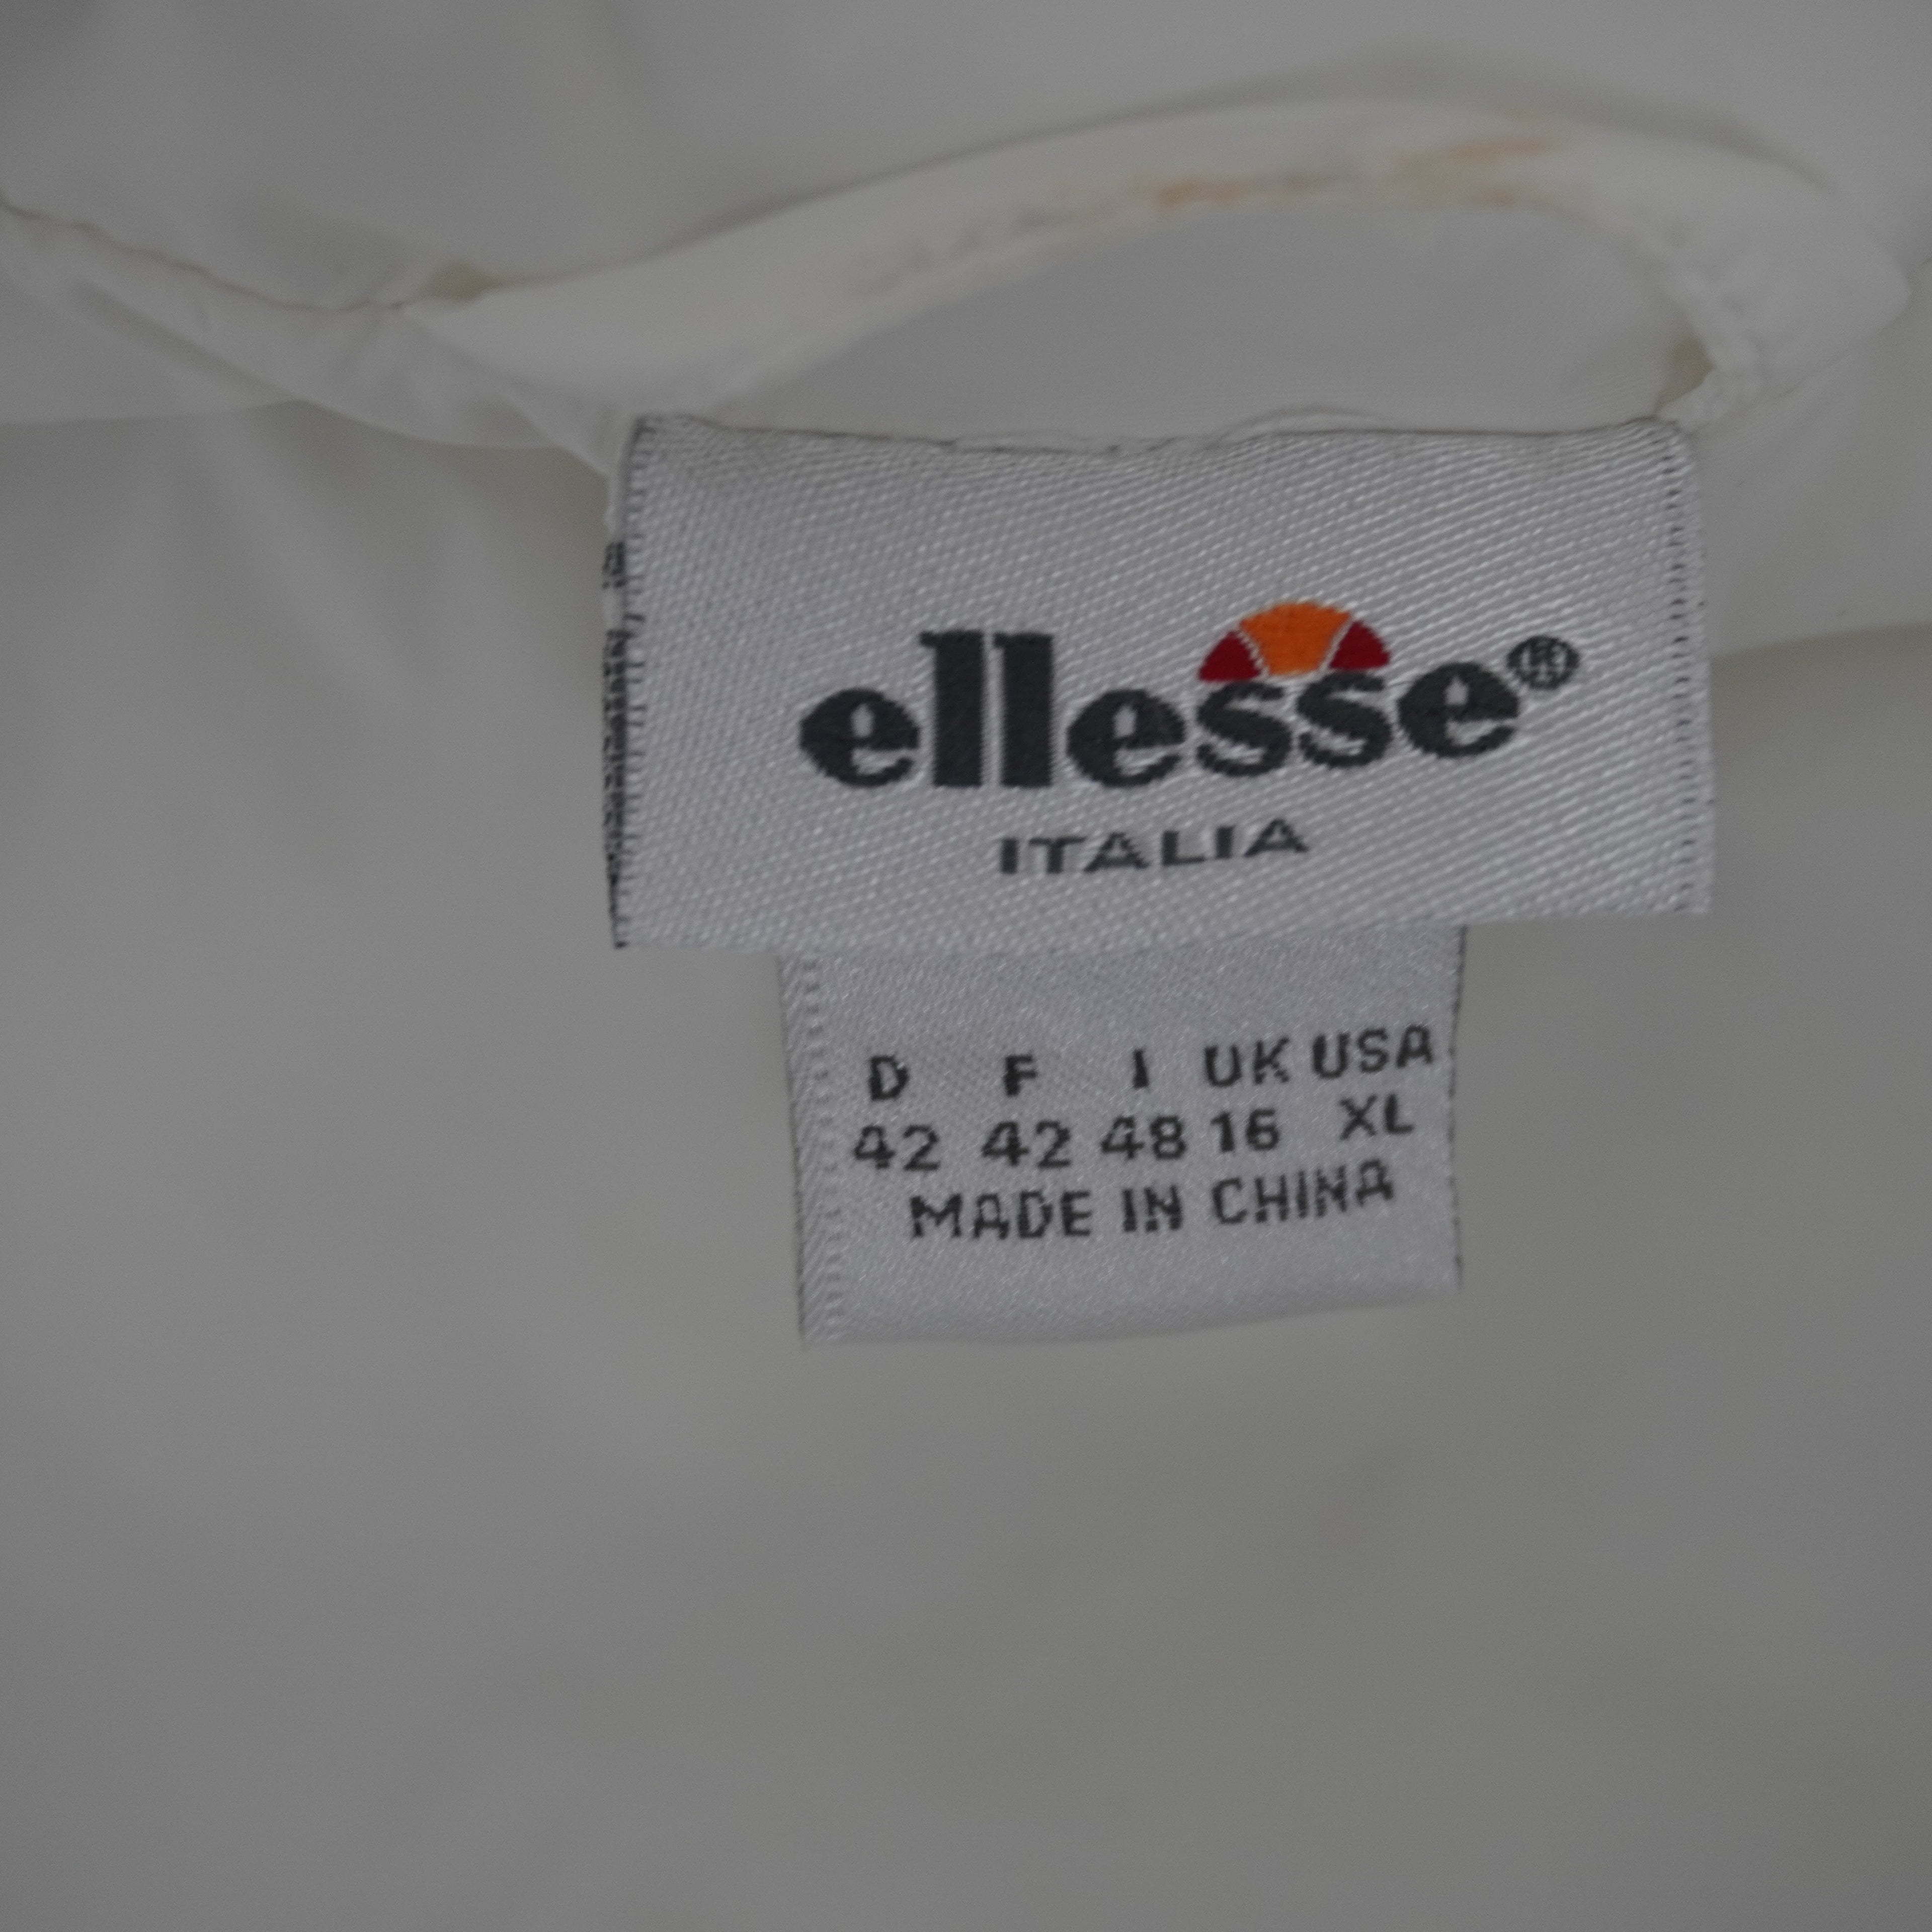 ellesse®
ITALIA
D F I UK USA
42 42 48 16 XL
MADE IN CHINA